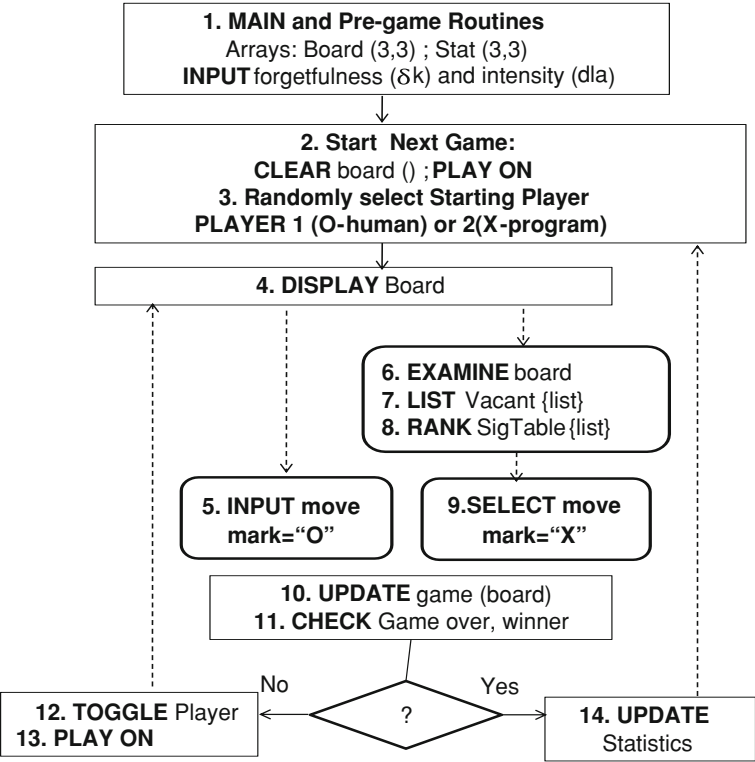 1. MAIN and Pre-game Routines
Arrays: Board (3,3) ; Stat (3,3)
INPUT forgetfulness (δk) and intensity (dla)
2. Start Next Game:
CLEAR board () ; PLAY ON
3. Randomly select Starting Player
PLAYER 1 (O-human) or 2(X-program)
4. DISPLAY Board
6. EXAMINE board
7. LIST Vacant {list}
8. RANK SigTable{list}
5. INPUT move
mark=“O”
9.SELECT move
mark=“X”
10. UPDATE game (board)
11. CHECK Game over, winner
No
Yes
?
12. TOGGLE Player
13. PLAY ON
14. UPDATE
Statistics